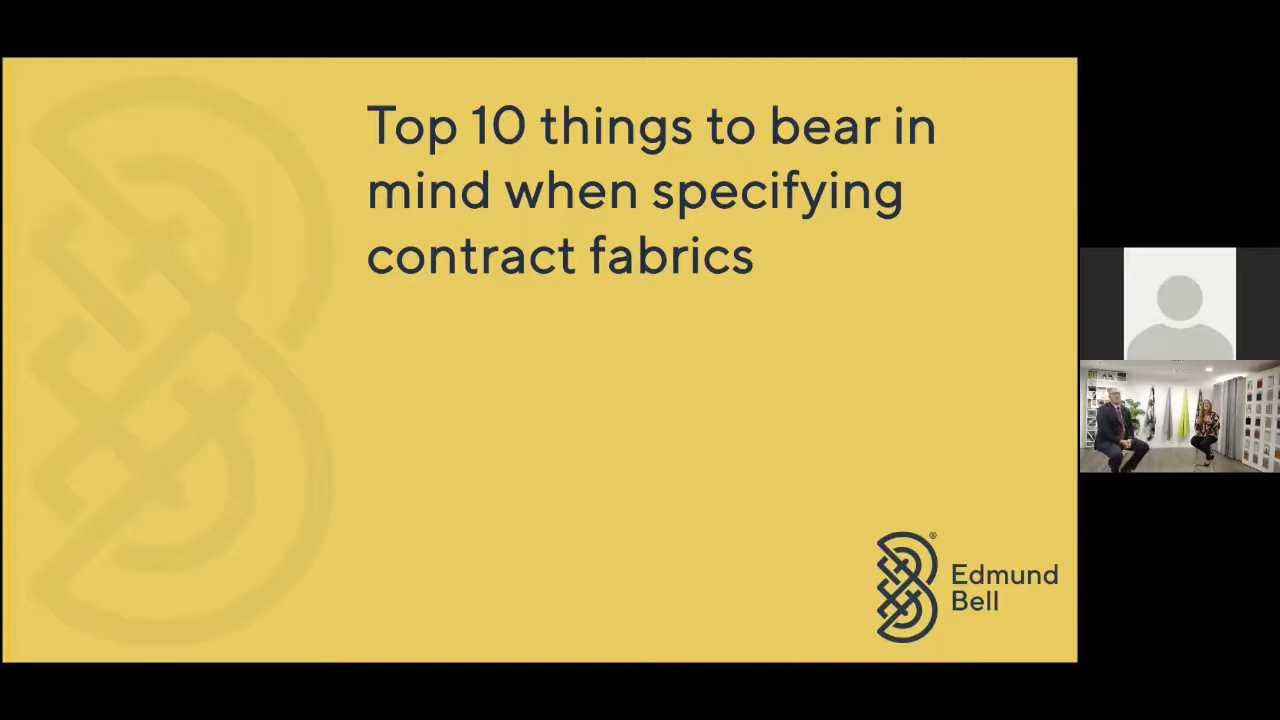 Top 10 things to bear in
mind when specifying
contract fabrics
®
Edmund
Bell